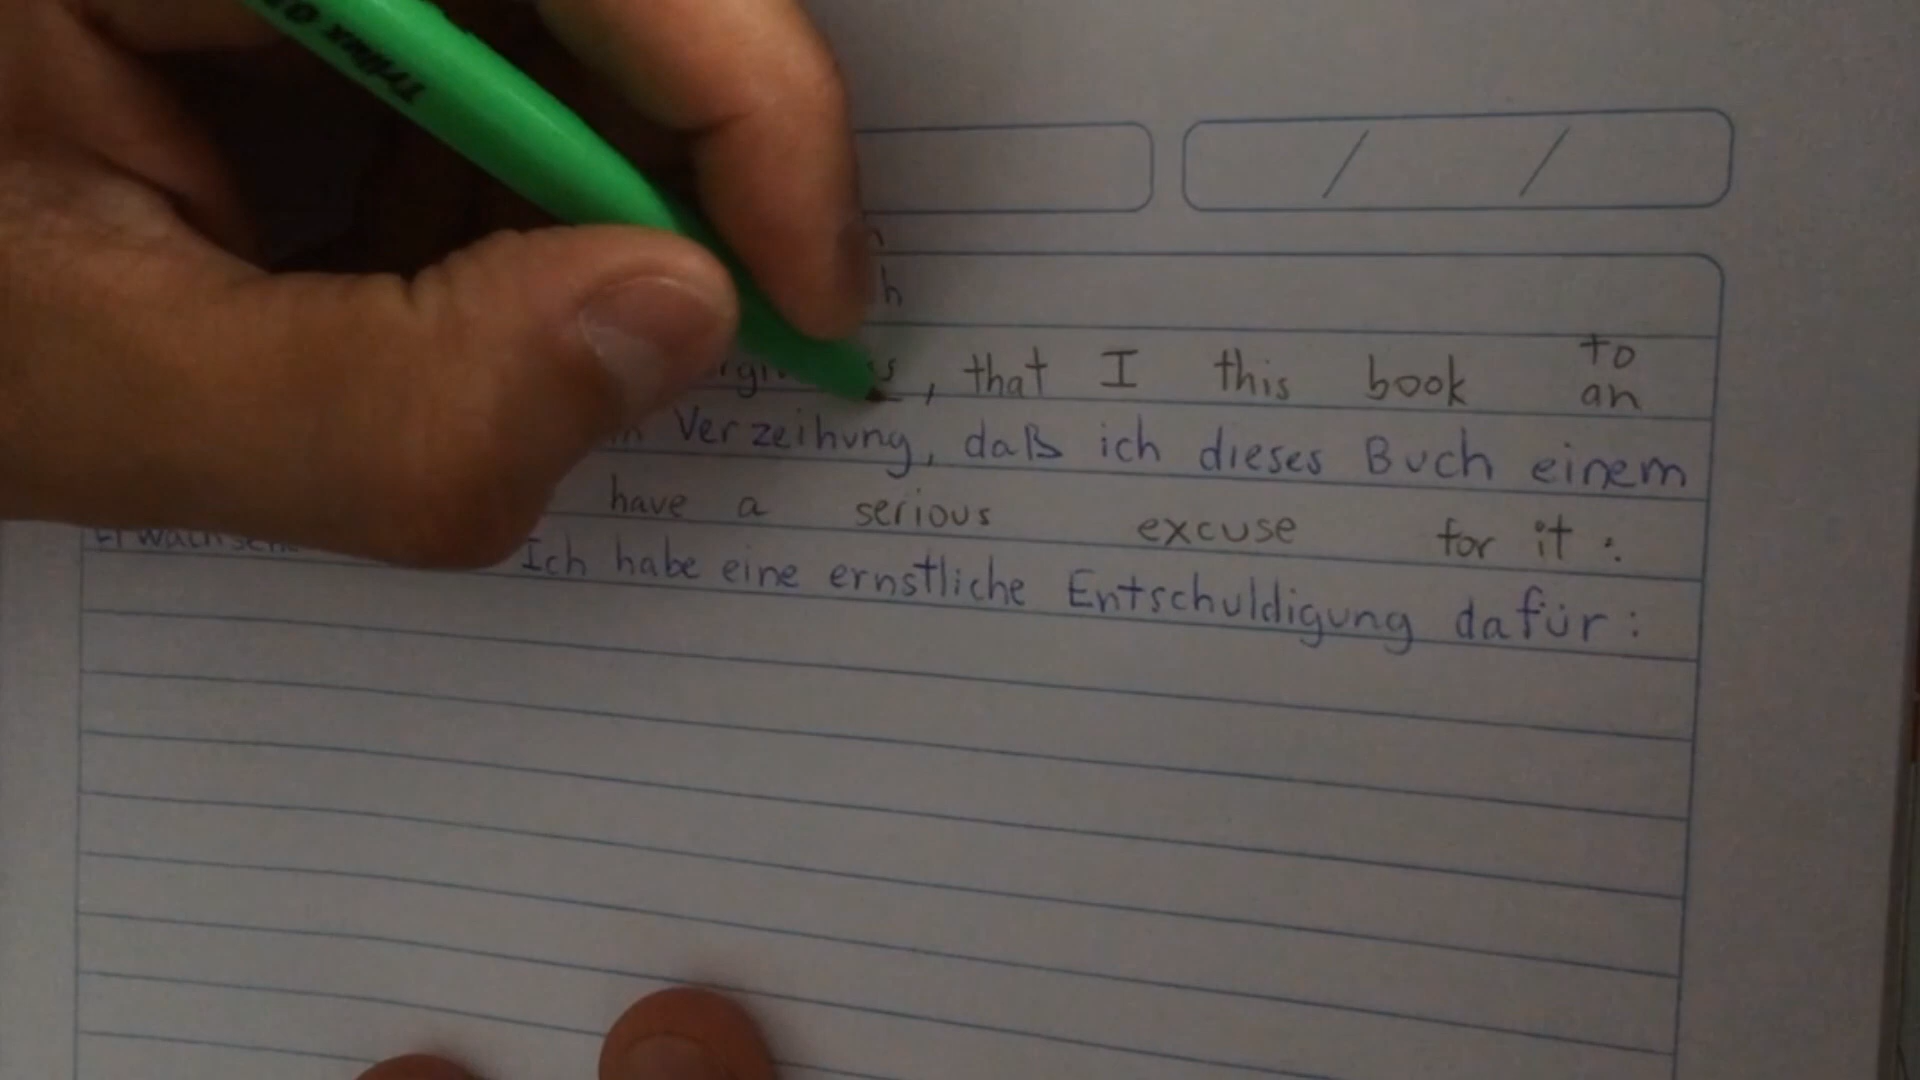 Trilux
h
, that I this book to
an
Verzeihung, daß ich dieses Buch einem
have a serious excuse for it :
Ich habe eine ernstliche Entschuldigung dafür :